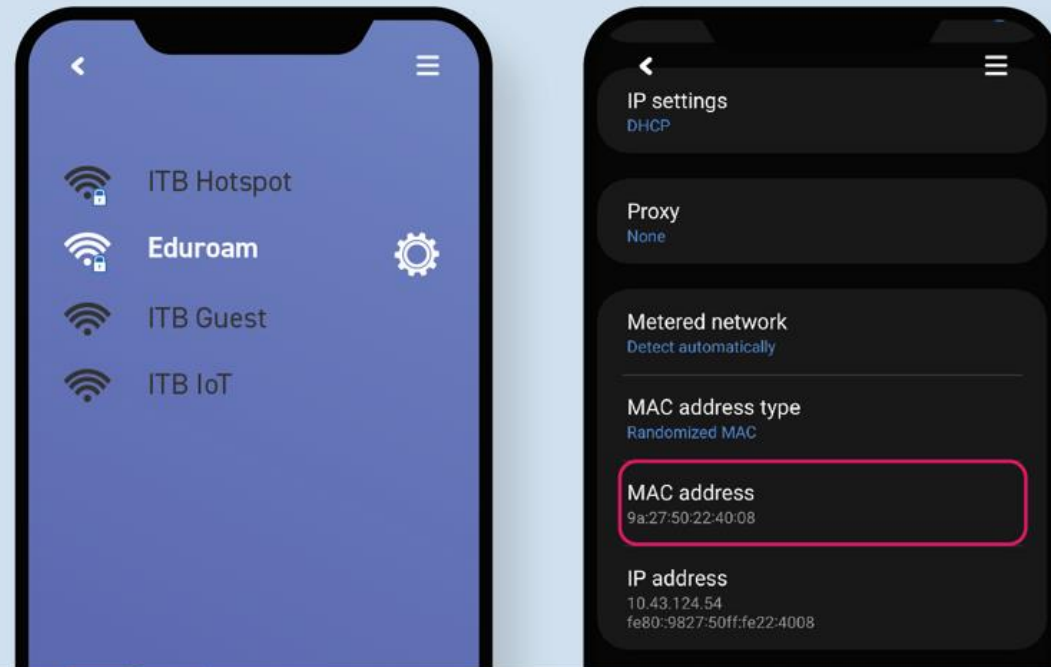 ITB Hotspot
Eduroam
ITB Guest
ITB IoT
IP settings
DHCP
Proxy
None
Metered network
Detect automatically
MAC address type
Randomized MAC
MAC address
9a:27:50:22:40:08
IP address
10.43.124.54
fe80::9827:50ff:fe22:4008